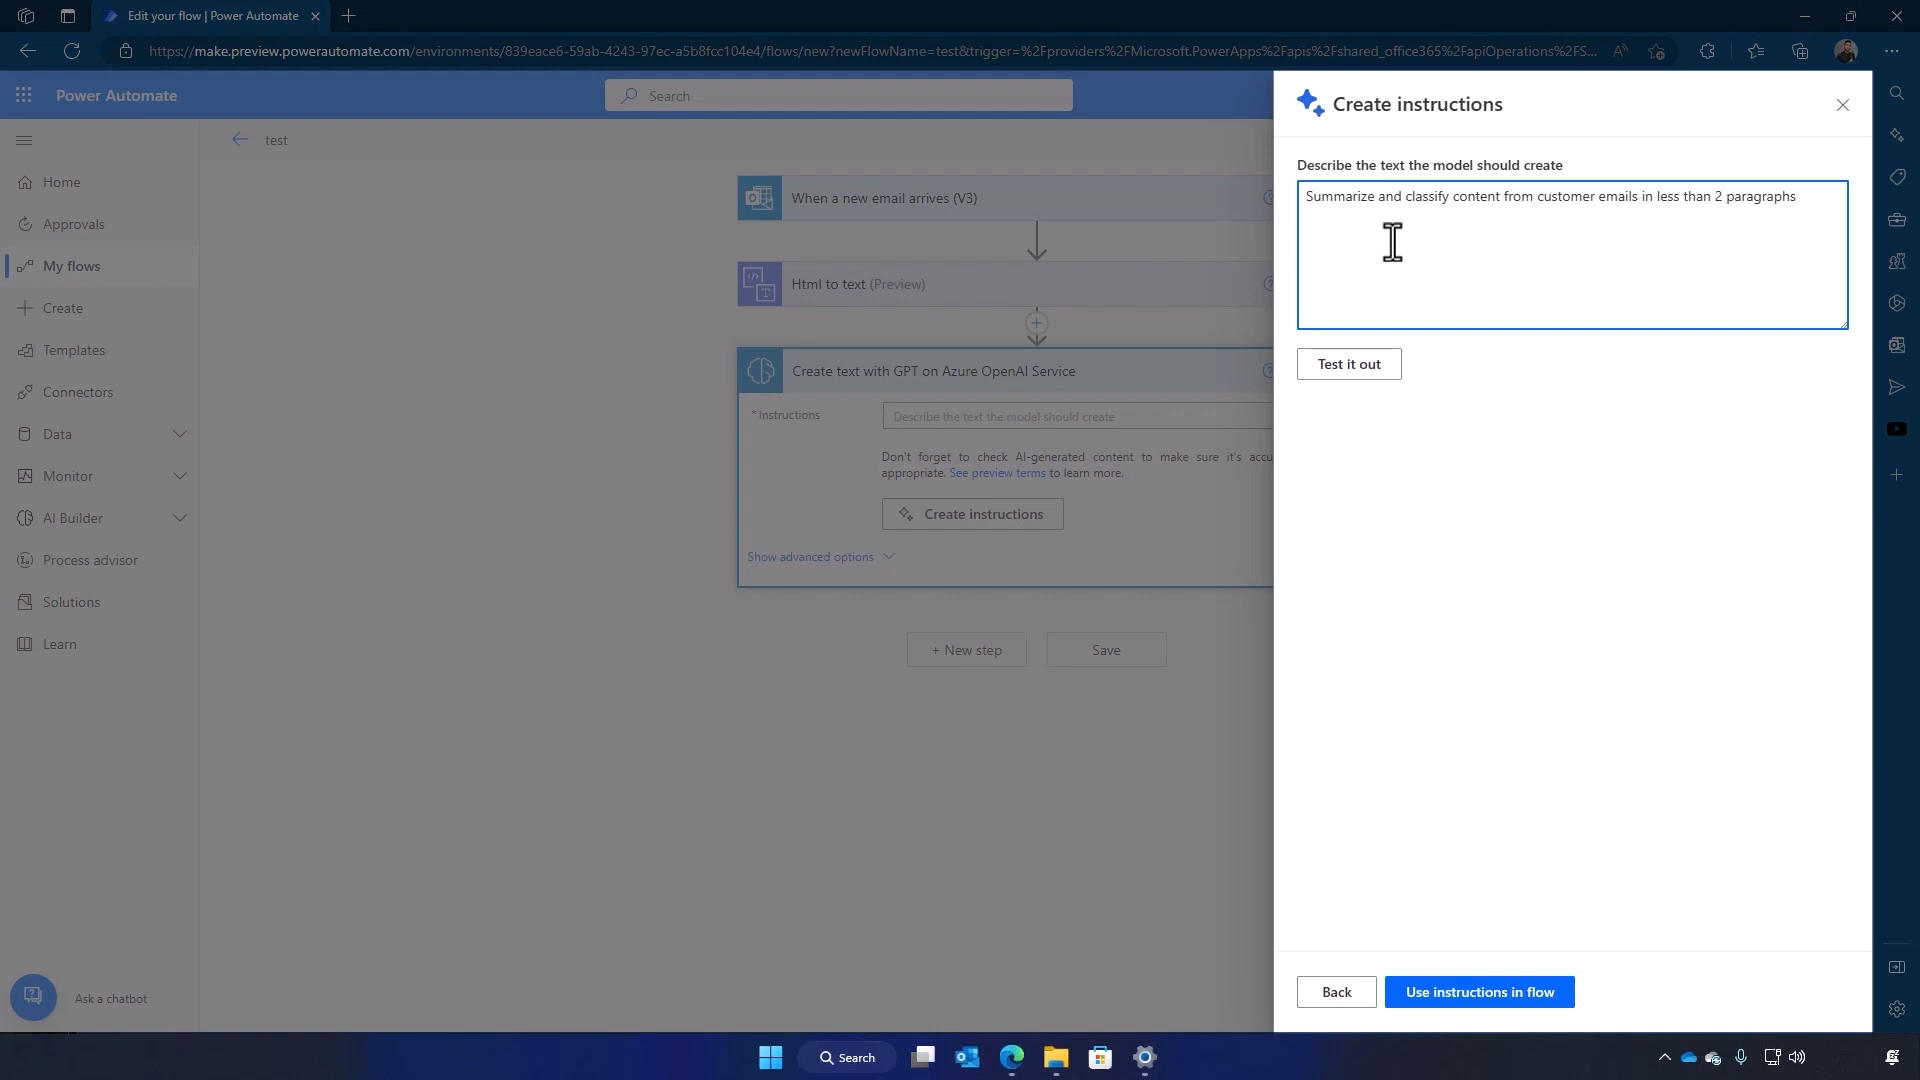 Edit your flow | Power Automate
https://make.preview.powerautomate.com/environments/839eace6-59ab-4243-97ec-a5b8fcc104e4/flows/new?newFlowName=test&trigger=%2Fproviders%2FMicrosoft.PowerApps%2Fapis%2Fshared_office365%2FapiOperations%2FS...
Power Automate
Search
test
Home
Approvals
My flows
Create
Templates
Connectors
Data
Monitor
AI Builder
Process advisor
Solutions
Learn
Ask a chatbot
When a new email arrives (V3)
Html to text (Preview)
Create text with GPT on Azure OpenAI Service
* Instructions
Describe the text the model should create
Don't forget to check AI-generated content to make sure it's accu
appropriate. See preview terms to learn more.
Create instructions
Show advanced options
+ New step
Save
Create instructions
Describe the text the model should create
Summarize and classify content from customer emails in less than 2 paragraphs
Test it out
Back
Use instructions in flow
Search